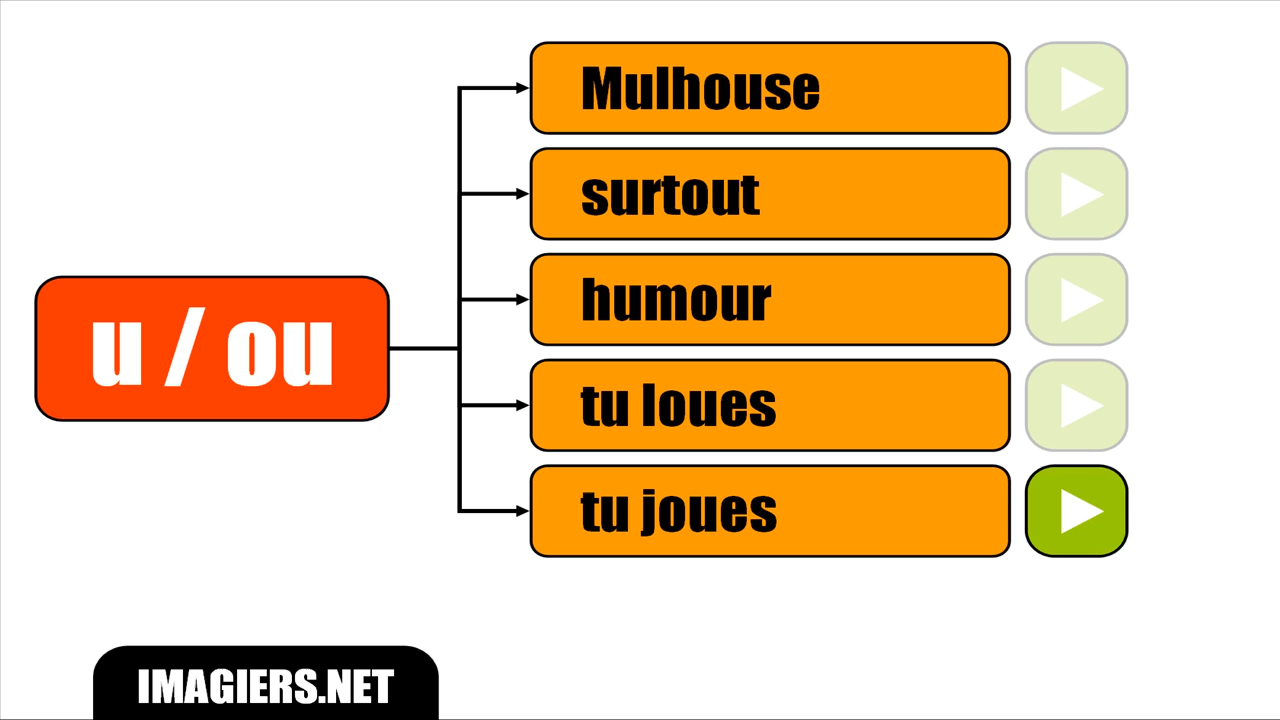 Mulhouse
surtout
humour
u / ou
tu loues
tu joues
IMAGIERS.NET